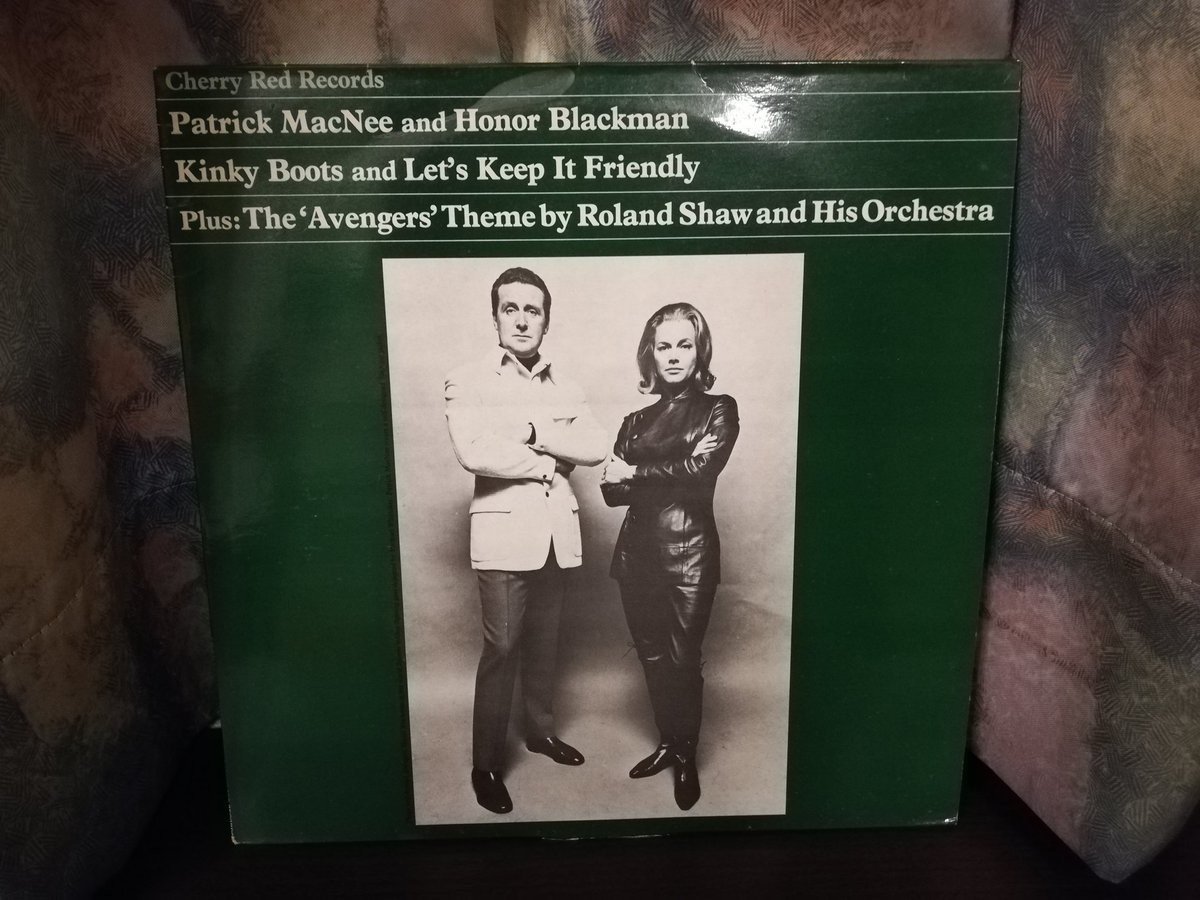 Cherry Red Records
Patrick MacNee and Honor Blackman
Kinky Boots and Let's Keep It Friendly
Plus: The ‘Avengers’ Theme by Roland Shaw and His Orchestra